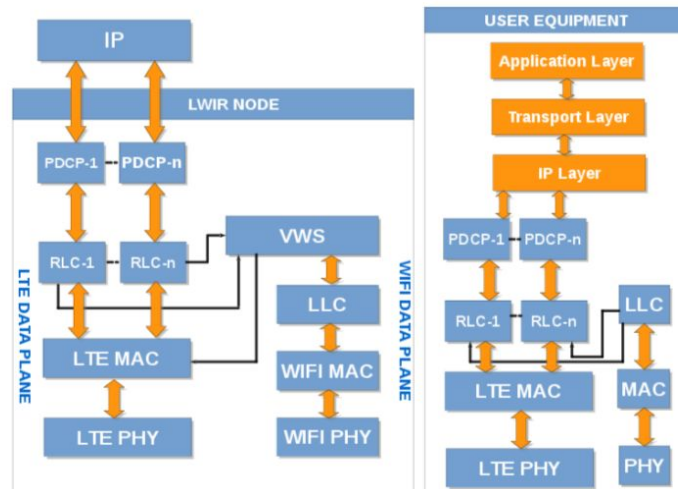 IP
LWIR NODE
PDCP-1
PDCP-n
RLC-1
RLC-n
VWS
LTE MAC
LLC
WIFI MAC
LTE PHY
WIFI PHY
LTE DATA PLANE
WIFI DATA PLANE
USER EQUIPMENT
Application Layer
Transport Layer
IP Layer
PDCP-1
PDCP-n
RLC-1
RLC-n
LLC
LTE MAC
MAC
LTE PHY
PHY